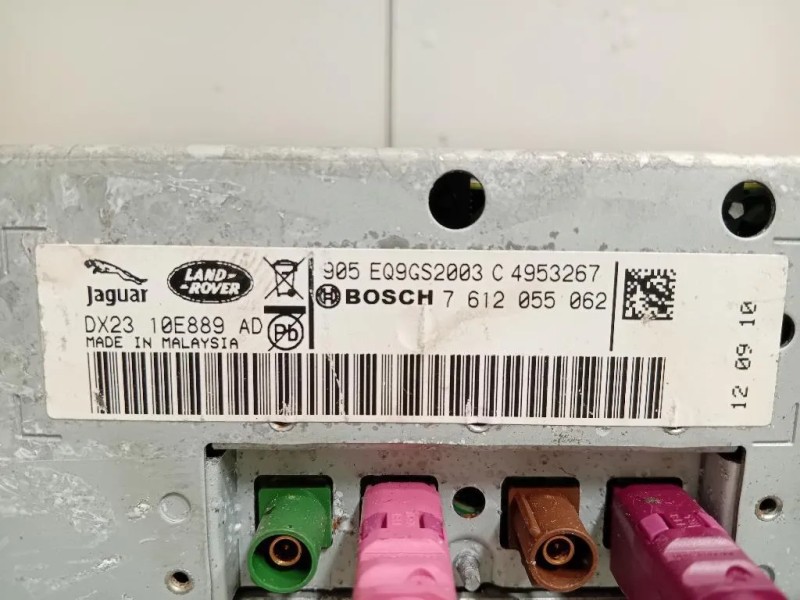 Jaguar
LAND-
-ROVER
DX23 10E889 AD
MADE IN MALAYSIA
Pb
905 EQ9GS2003 C 4953267
BOSCH 7 612 055 062
12 09 10